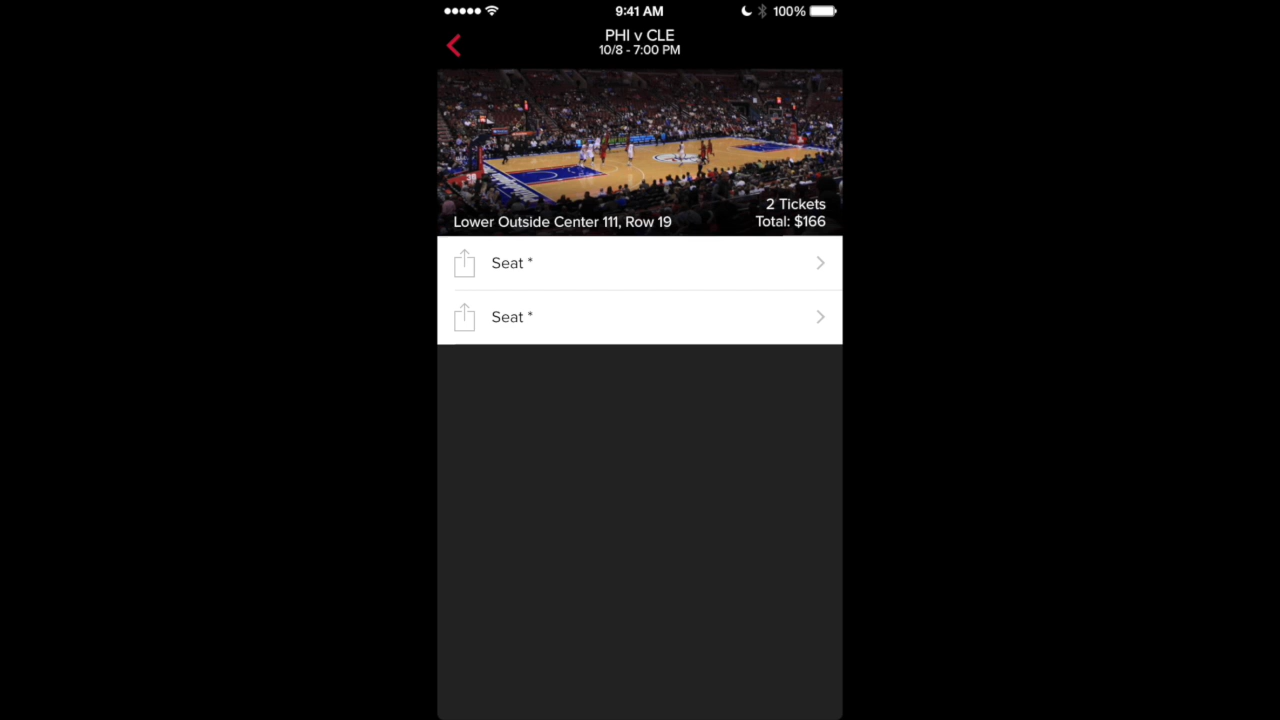 9:41 AM
100%
PHI v CLE
10/8 - 7:00 PM
2 Tickets
Lower Outside Center 111, Row 19
Total: $166
Seat *
Seat *